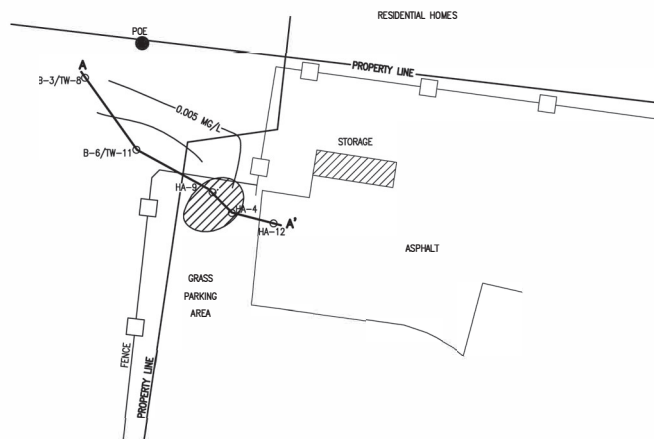 RESIDENTIAL HOMES
POE
PROPERTY LINE
A
B-3/TW-8
0.005 MG/L
STORAGE
B-6/TW-11
HA-9
HA-4
A'
HA-12
ASPHALT
GRASS
PARKING
AREA
FENCE
PROPERTY LINE